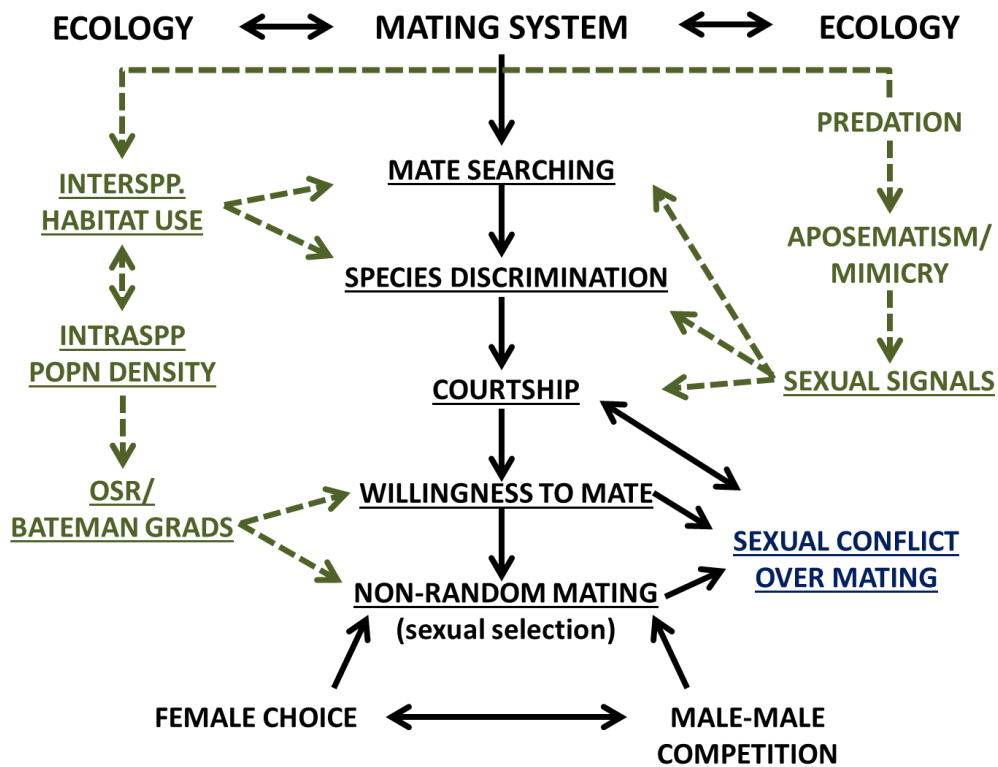 ECOLOGY
MATING SYSTEM
ECOLOGY
PREDATION
MATE SEARCHING
INTERSPP.
HABITAT USE
APOSEMATISM/
MIMICRY
SPECIES DISCRIMINATION
INTRASPP
POPN DENSITY
SEXUAL SIGNALS
COURTSHIP
OSR/
BATEMAN GRADS
WILLINGNESS TO MATE
SEXUAL CONFLICT
OVER MATING
NON-RANDOM MATING
(sexual selection)
FEMALE CHOICE
MALE-MALE
COMPETITION